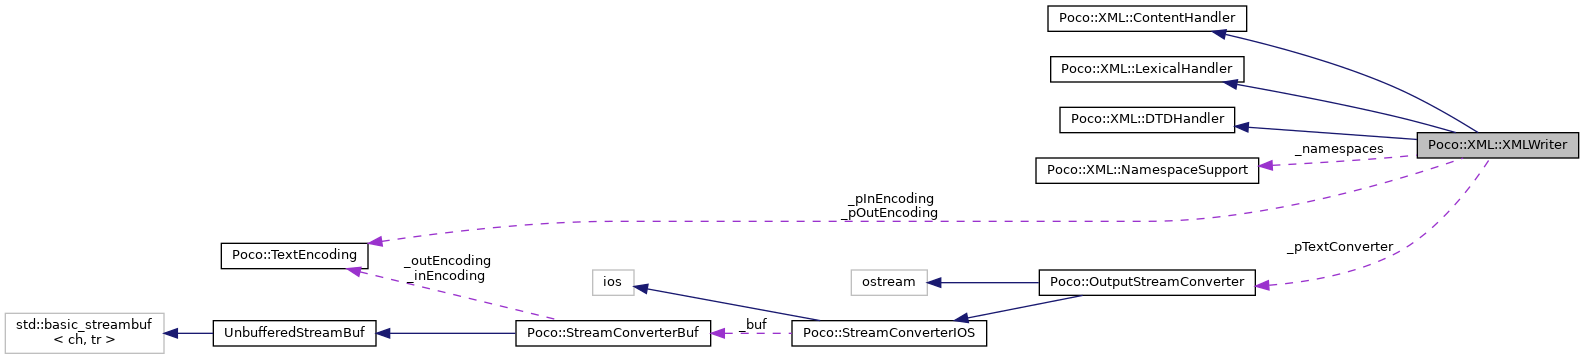 Poco::XML::ContentHandler
Poco::XML::LexicalHandler
Poco::XML::DTDHandler
Poco::XML::XMLWriter
_namespaces
Poco::XML::NamespaceSupport
_pInEncoding
_pOutEncoding
Poco::TextEncoding
_outEncoding
_inEncoding
_pTextConverter
ios
ostream
Poco::OutputStreamConverter
std::basic_streambuf
< ch, tr >
UnbufferedStreamBuf
Poco::StreamConverterBuf
_buf
Poco::StreamConverterIOS